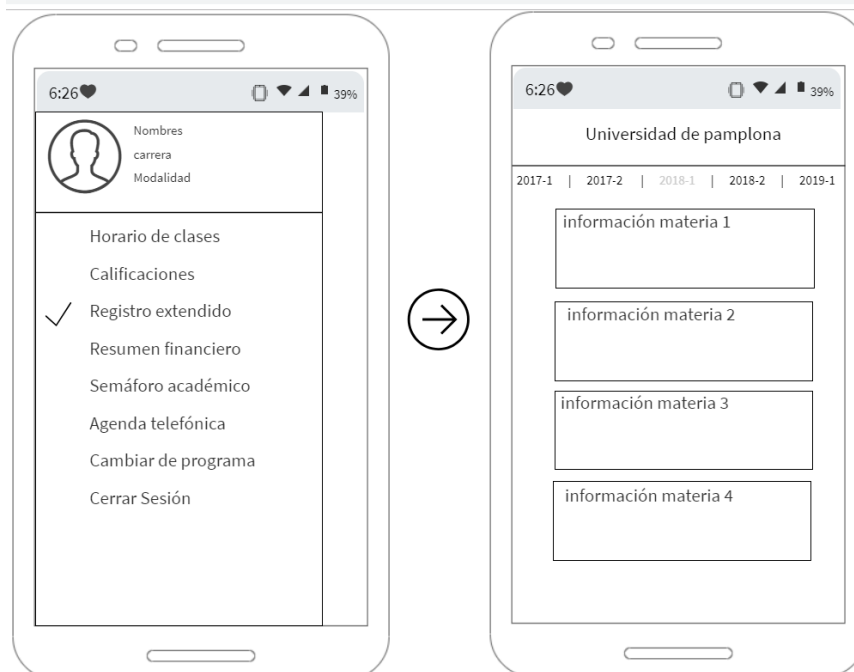 6:26
39%
Nombres
carrera
Modalidad
Horario de clases
Calificaciones
Registro extendido
Resumen financiero
Semáforo académico
Agenda telefónica
Cambiar de programa
Cerrar Sesión
6:26
39%
Universidad de pamplona
2017-1 | 2017-2 | 2018-1 | 2018-2 | 2019-1
información materia 1
información materia 2
información materia 3
información materia 4